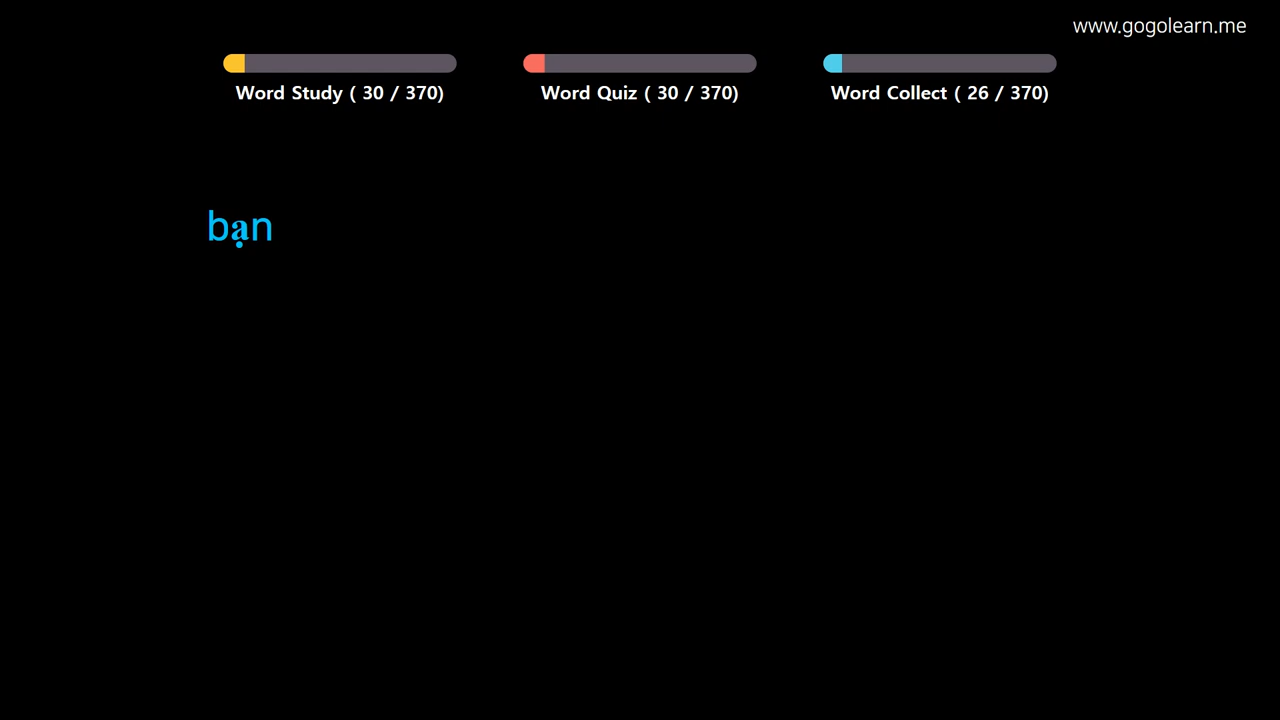 www.gogolearn.me
Word Study ( 30 / 370)
Word Quiz ( 30 / 370)
Word Collect ( 26 / 370)
bạn